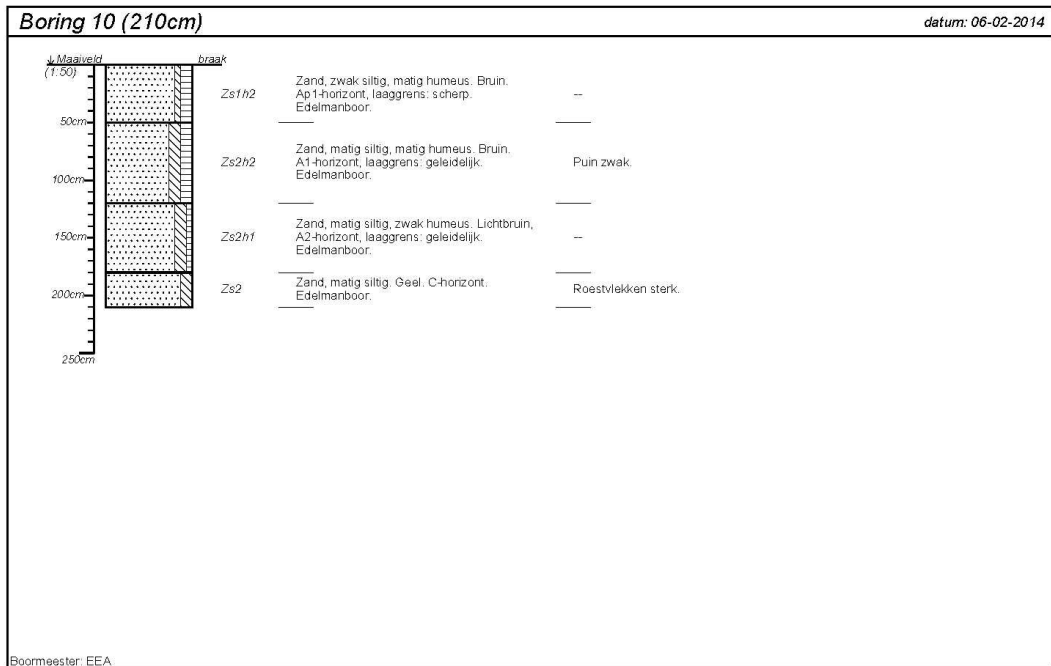 Boring 10 (210cm)
datum: 06-02-2014
↓ Maaiveld
braak
(1:50)
Zs1h2
Zand, zwak siltig, matig humeus. Bruin.
Ap1-horizont, laaggrens: scherp.
Edelmanboor.
--
50cm
Zs2h2
Zand, matig siltig, matig humeus. Bruin.
A1-horizont, laaggrens: geleidelijk.
Edelmanboor.
Puin zwak.
100cm
150cm
Zs2h1
Zand, matig siltig, zwak humeus. Lichtbruin,
A2-horizont, laaggrens: geleidelijk.
Edelmanboor.
--
200cm
Zs2
Zand, matig siltig. Geel. C-horizont.
Edelmanboor.
Roestvlekken sterk.
250cm
Boormeester: EEA